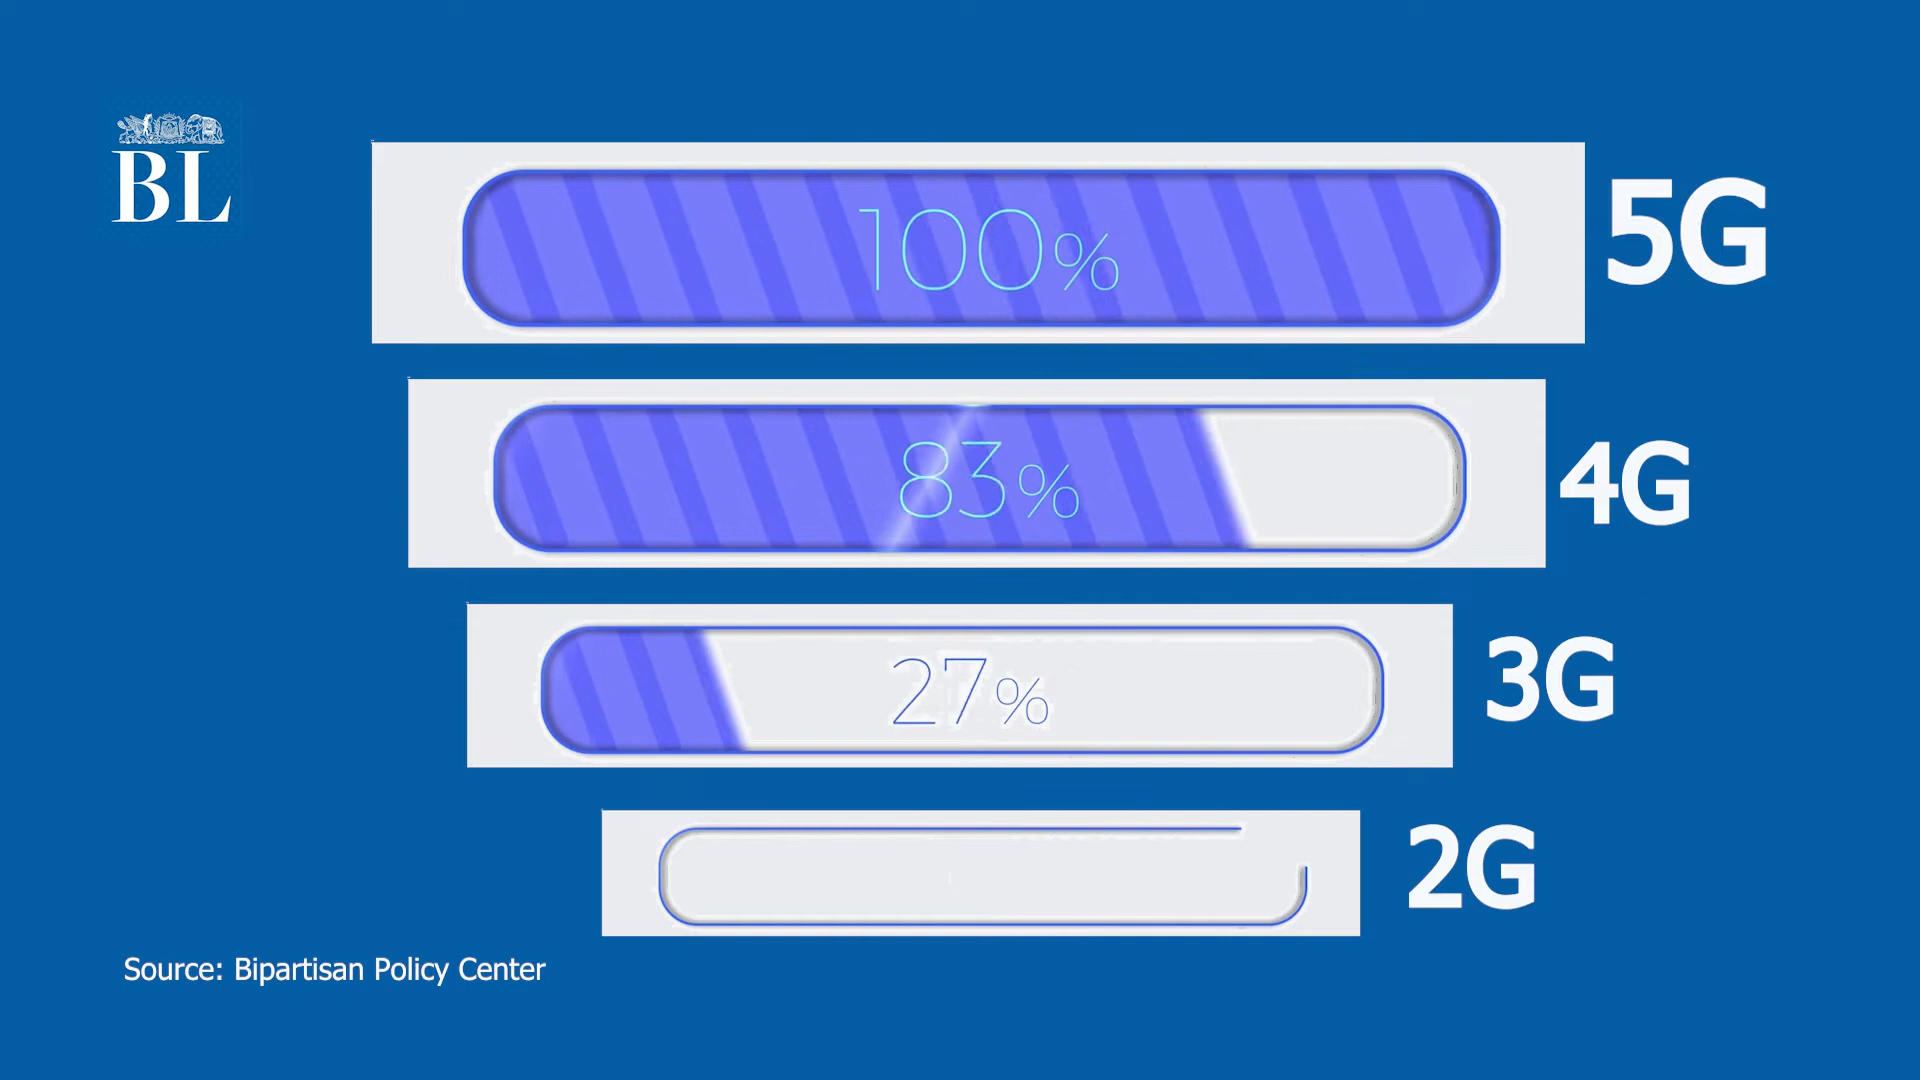 BL
100%
5G
83%
4G
27%
3G
2G
Source: Bipartisan Policy Center